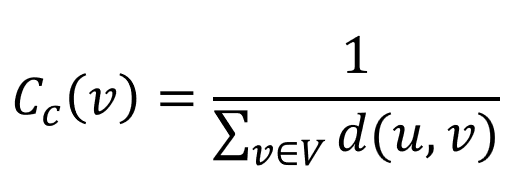 C_c(v) = 1 / ∑_{v∈V} d(u, v)